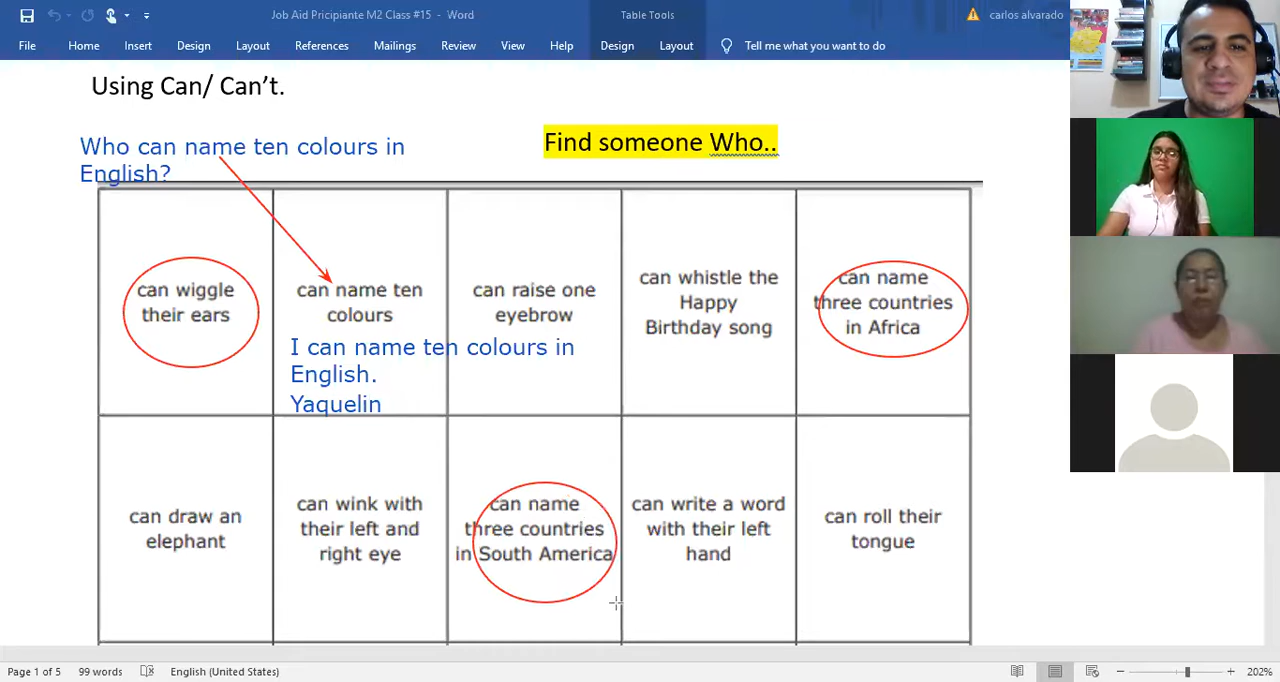 Job Aid Pricipiante M2 Class #15 - Word
Table Tools
carlos alvarado
File
Home
Insert
Design
Layout
References
Mailings
Review
View
Help
Design
Layout
Tell me what you want to do
Using Can/ Can't.
Who can name ten colours in
English?
Find someone Who..
can wiggle
their ears
can name ten
colours
I can name ten colours in
English.
Yaquelin
can raise one
eyebrow
can whistle the
Happy
Birthday song
can name
three countries
in Africa
can draw an
elephant
can wink with
their left and
right eye
can name
three countries
in South America
can write a word
with their left
hand
can roll their
tongue
Page 1 of 5
99 words
English (United States)
202%